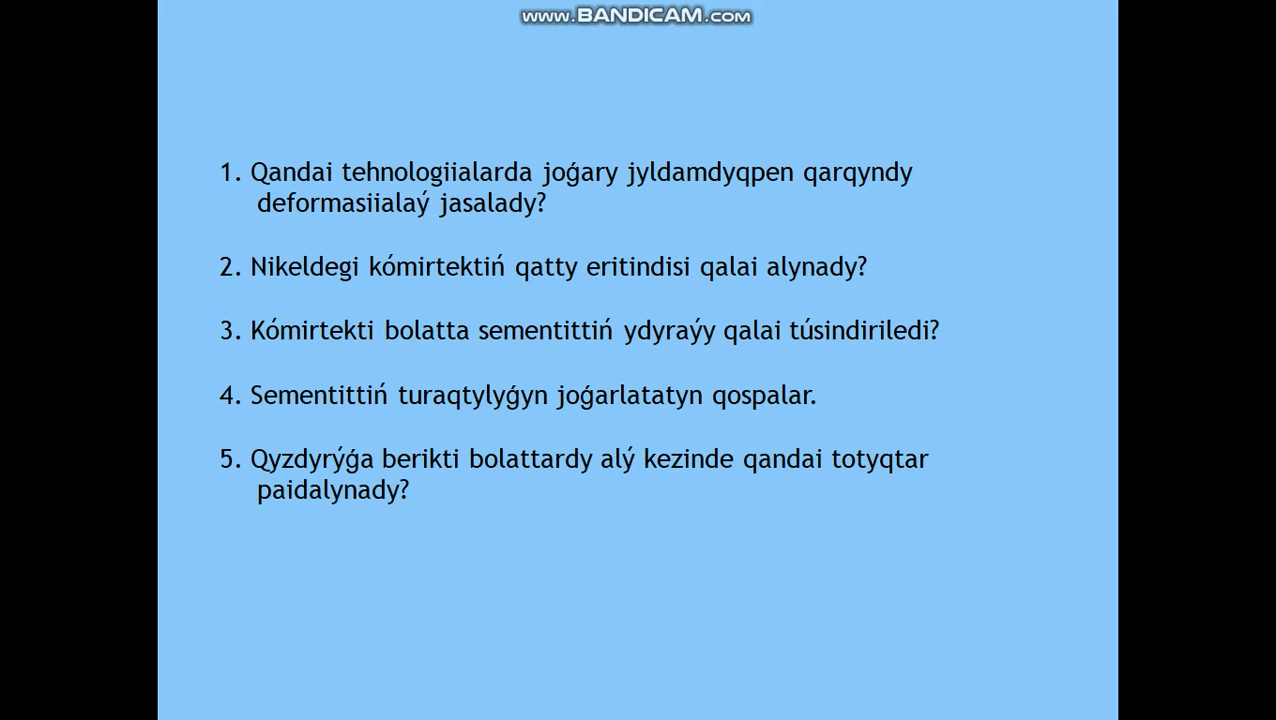 www.BANDICAM.com
1. Qandai tehnologiialarda joǵary jyldamdyqpen qarqyndy
deformasiialaý jasalady?
2. Nikeldegi kómirtektiń qatty eritindisi qalai alynady?
3. Kómirtekti bolatta sementittiń ydyraýy qalai túsindiriledi?
4. Sementittiń turaqtylyǵyn joǵarlatatyn qospalar.
5. Qyzdyrýǵa berikti bolattardy alý kezinde qandai totyqtar
paidalynady?